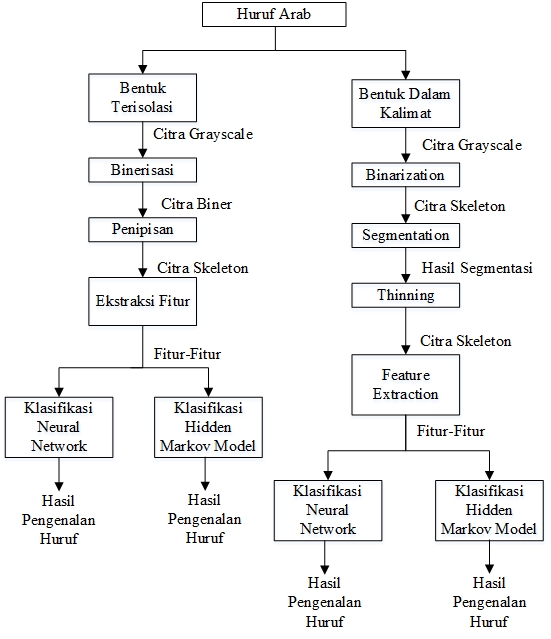 Huruf Arab
Bentuk
Terisolasi
Citra Grayscale
Binerisasi
Citra Biner
Penipisan
Citra Skeleton
Ekstraksi Fitur
Fitur-Fitur
Klasifikasi
Neural
Network
Klasifikasi
Hidden
Markov Model
Hasil
Pengenalan
Huruf
Hasil
Pengenalan
Huruf
Bentuk Dalam
Kalimat
Citra Grayscale
Binarization
Citra Skeleton
Segmentation
Hasil Segmentasi
Thinning
Citra Skeleton
Feature
Extraction
Fitur-Fitur
Klasifikasi
Neural
Network
Klasifikasi
Hidden
Markov Model
Hasil
Pengenalan
Huruf
Hasil
Pengenalan
Huruf